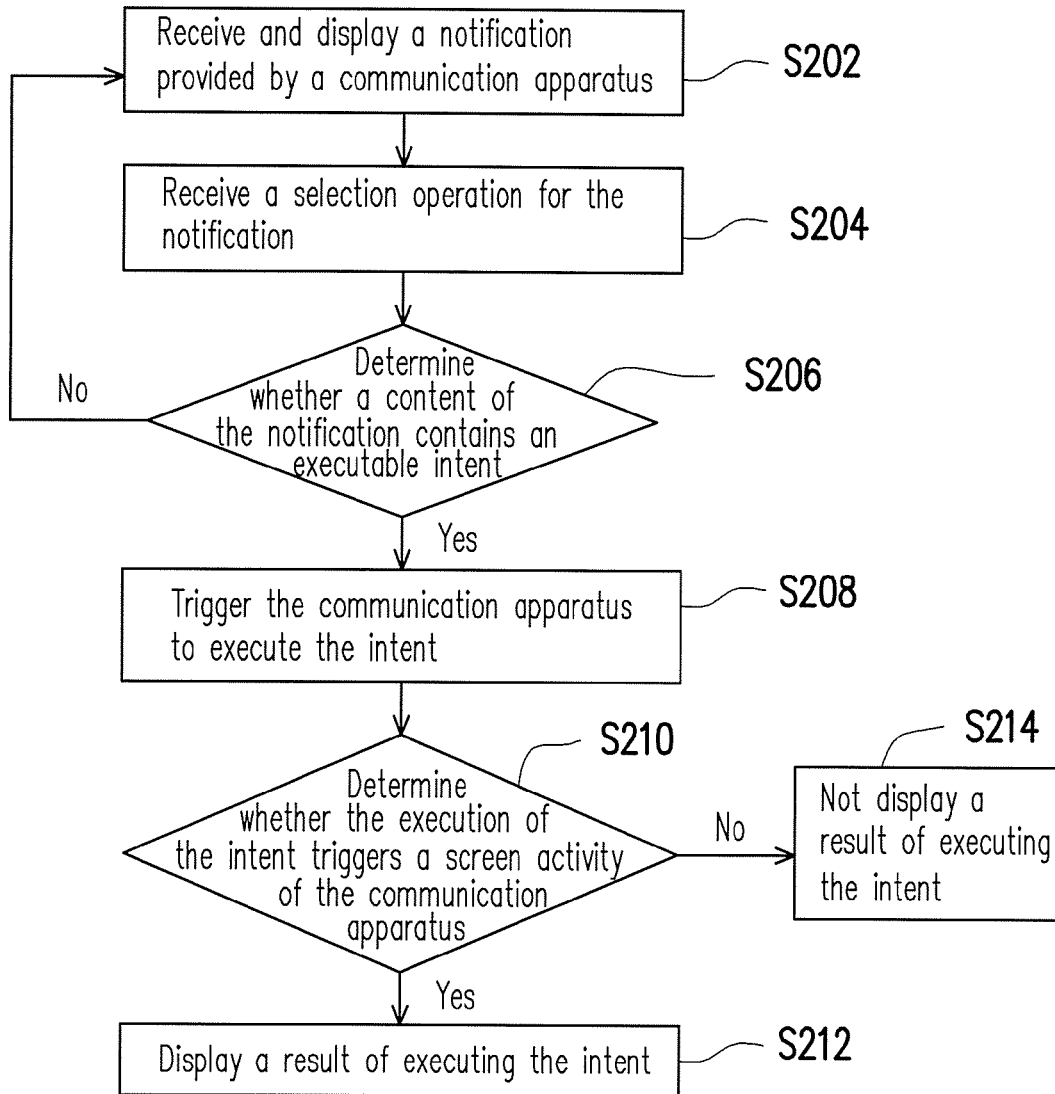 Receive and display a notification
provided by a communication apparatus
S202
Receive a selection operation for the
notification
S204
Determine
whether a content of
the notification contains an
executable intent
S206
No
Yes
Trigger the communication apparatus
to execute the intent
S208
Determine
whether the execution of
the intent triggers a screen activity
of the communication
apparatus
S210
No
S214
Not display a
result of executing
the intent
Yes
Display a result of executing the intent
S212